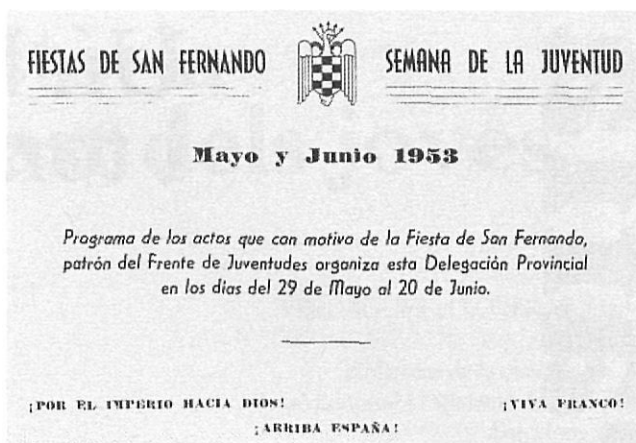 FIESTAS DE SAN FERNANDO SEMANA DE LA JUVENTUD
Mayo y Junio 1953
Programa de los actos que con motivo de la Fiesta de San Fernando,
patrón del Frente de Juventudes organiza esta Delegación Provincial
en los días del 29 de Mayo al 20 de Junio.
¡POR EL IMPERIO HACIA DIOS! ¡VIVA FRANCO!
¡ARRIBA ESPAÑA!